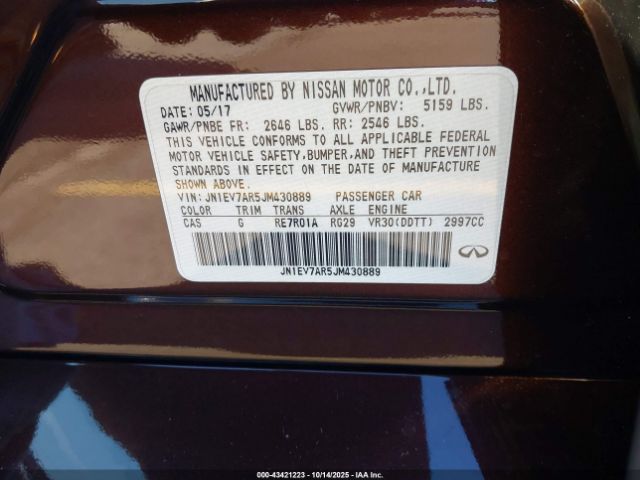 MANUFACTURED BY NISSAN MOTOR CO.,LTD.
DATE: 05/17 GVWR/PNBV: 5159 LBS.
GAWR/PNBE FR: 2646 LBS. RR: 2546 LBS.
THIS VEHICLE CONFORMS TO ALL APPLICABLE FEDERAL
MOTOR VEHICLE SAFETY,BUMPER,AND THEFT PREVENTION
STANDARDS IN EFFECT ON THE DATE OF MANUFACTURE
SHOWN ABOVE.
VIN: JN1EV7AR5JM430889 PASSENGER CAR
COLOR TRIM TRANS AXLE ENGINE
CAS G RE7R01A RG29 VR30(DDTT) 2997CC
JN1EV7AR5JM430889
000-43421223 - 10/14/2025 - IAAI, Inc.